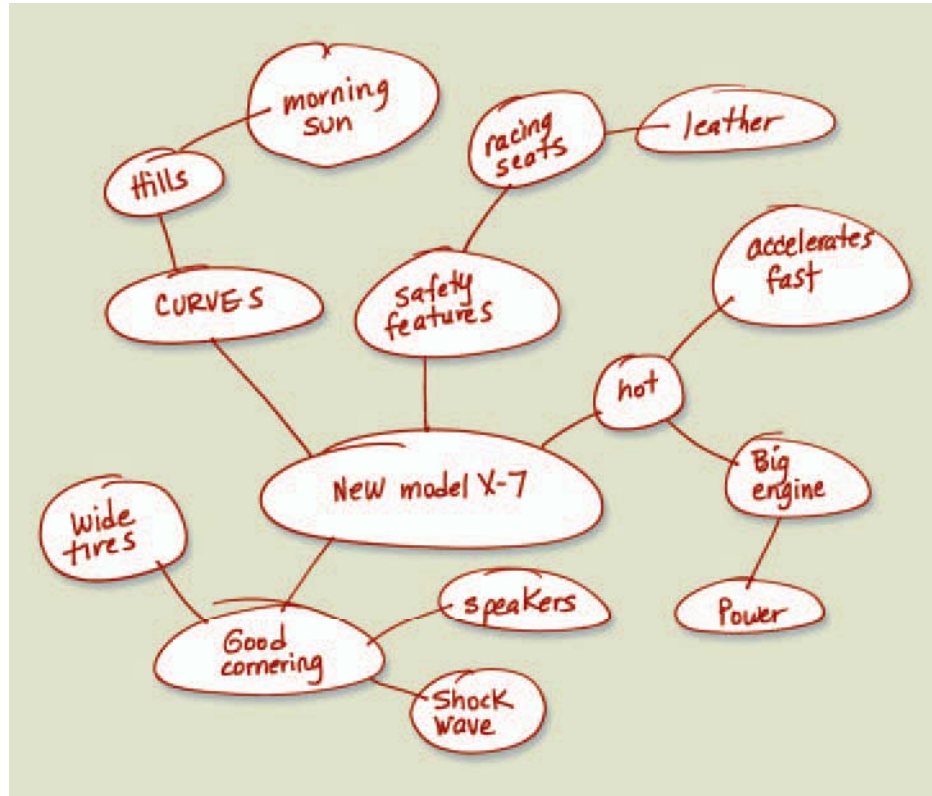 morning
sun
Hills
racing
seats
leather
CURVES
safety
features
accelerates
fast
hot
New model X-7
Big
engine
Wide
tires
Good
cornering
speakers
Shock
wave
Power